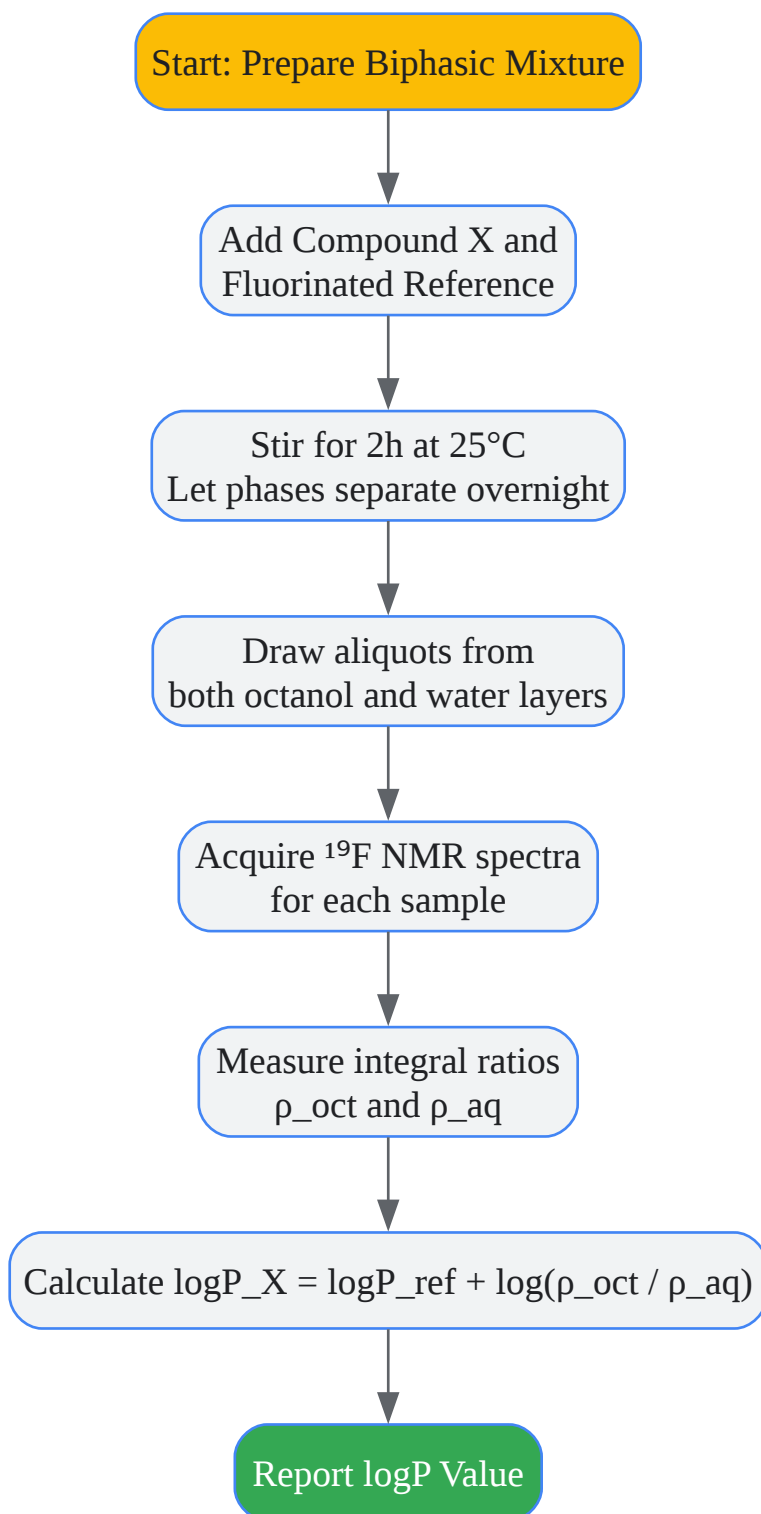 Start: Prepare Biphasic Mixture
Add Compound X and
Fluorinated Reference
Stir for 2h at 25°C
Let phases separate overnight
Draw aliquots from
both octanol and water layers
Acquire ¹⁹F NMR spectra
for each sample
Measure integral ratios
ρ_oct and ρ_aq
Calculate logP_X = logP_ref + log(ρ_oct / ρ_aq)
Report logP Value